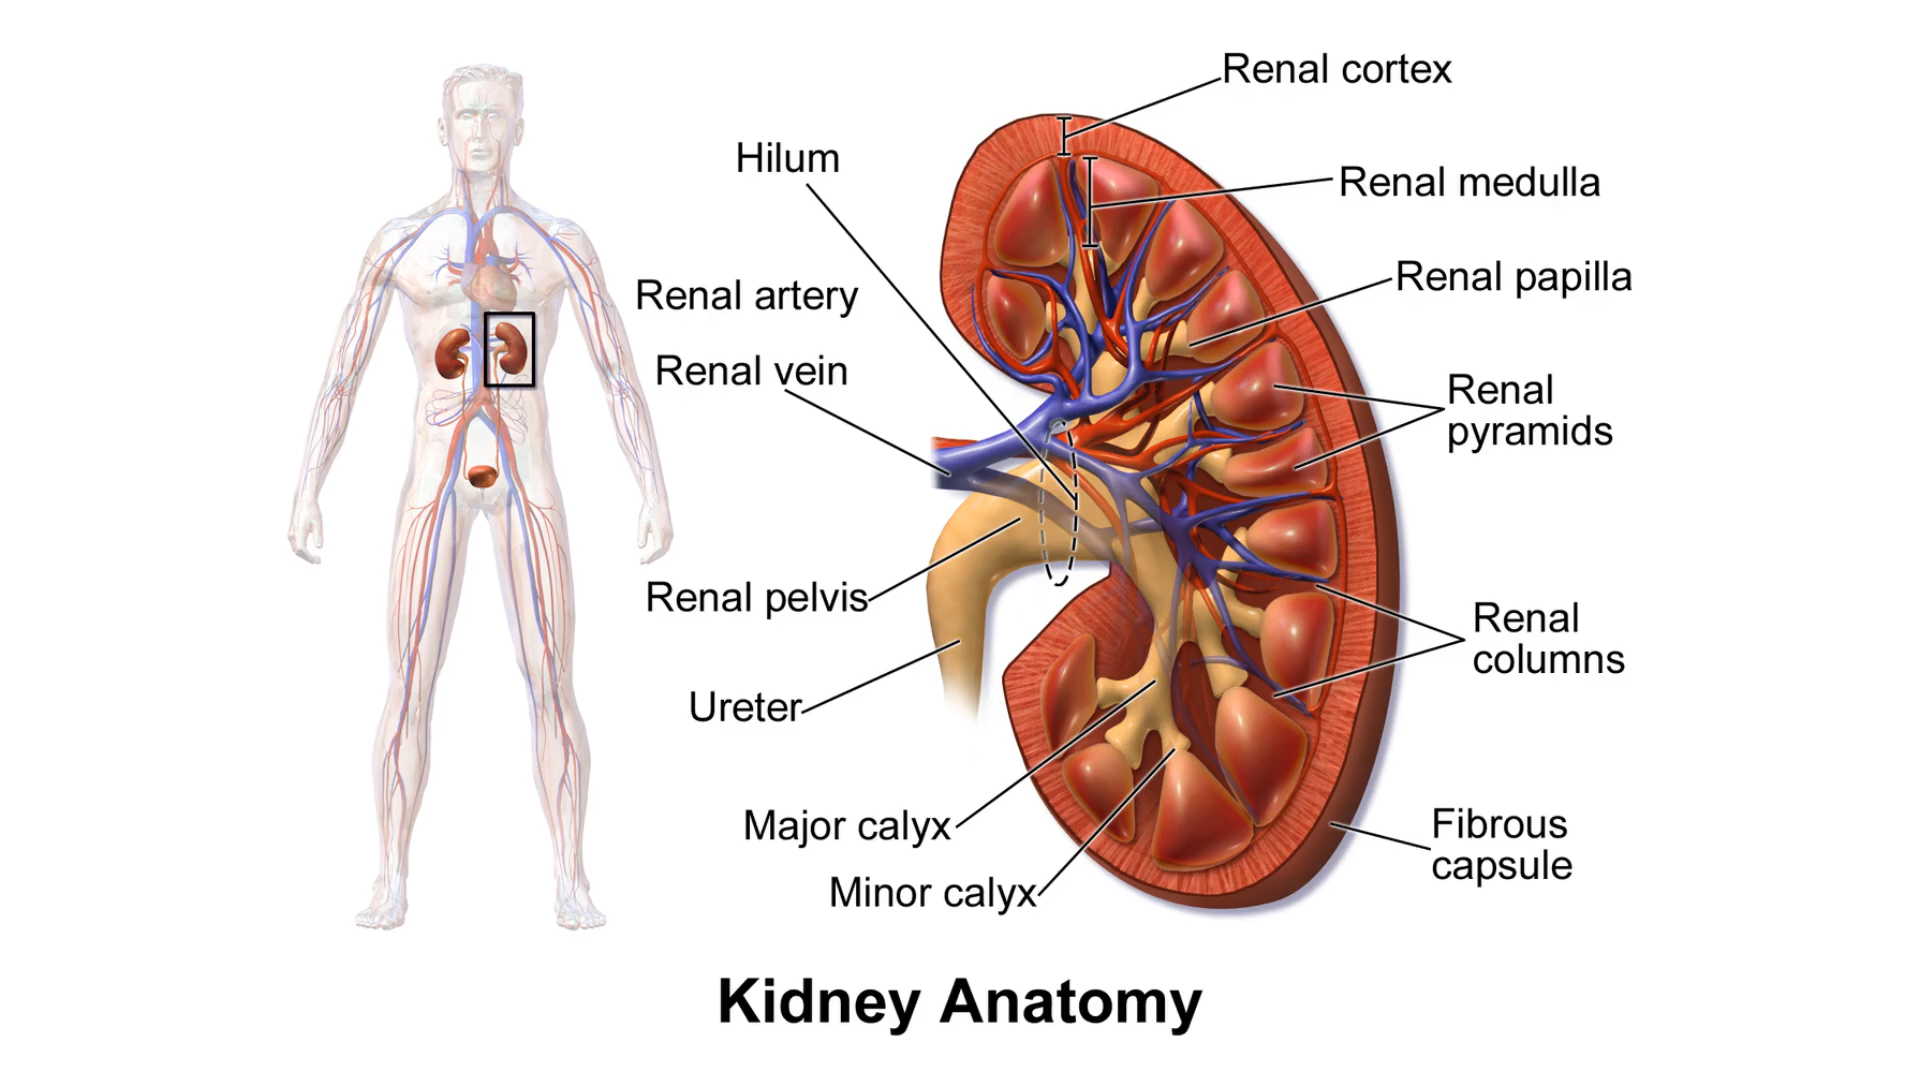 Renal cortex
Hilum
Renal medulla
Renal papilla
Renal artery
Renal vein
Renal
pyramids
Renal pelvis
Renal
columns
Ureter
Major calyx
Fibrous
capsule
Minor calyx
Kidney Anatomy